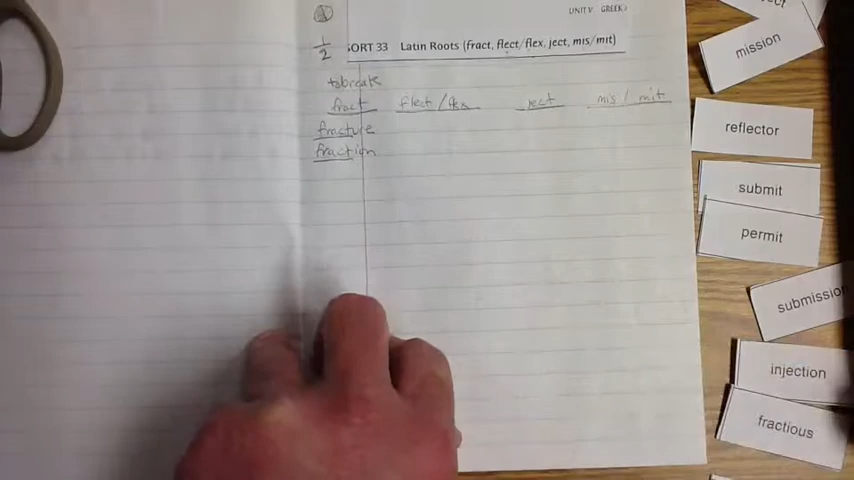 UNIT V GREEK
SORT 33 Latin Roots (fract, flect/flex, ject, mis/mit)
A
1/2
to break
fract flect/flex ject mis/mit
fracture
fraction
ject
mission
reflector
submit
permit
submission
injection
fractious